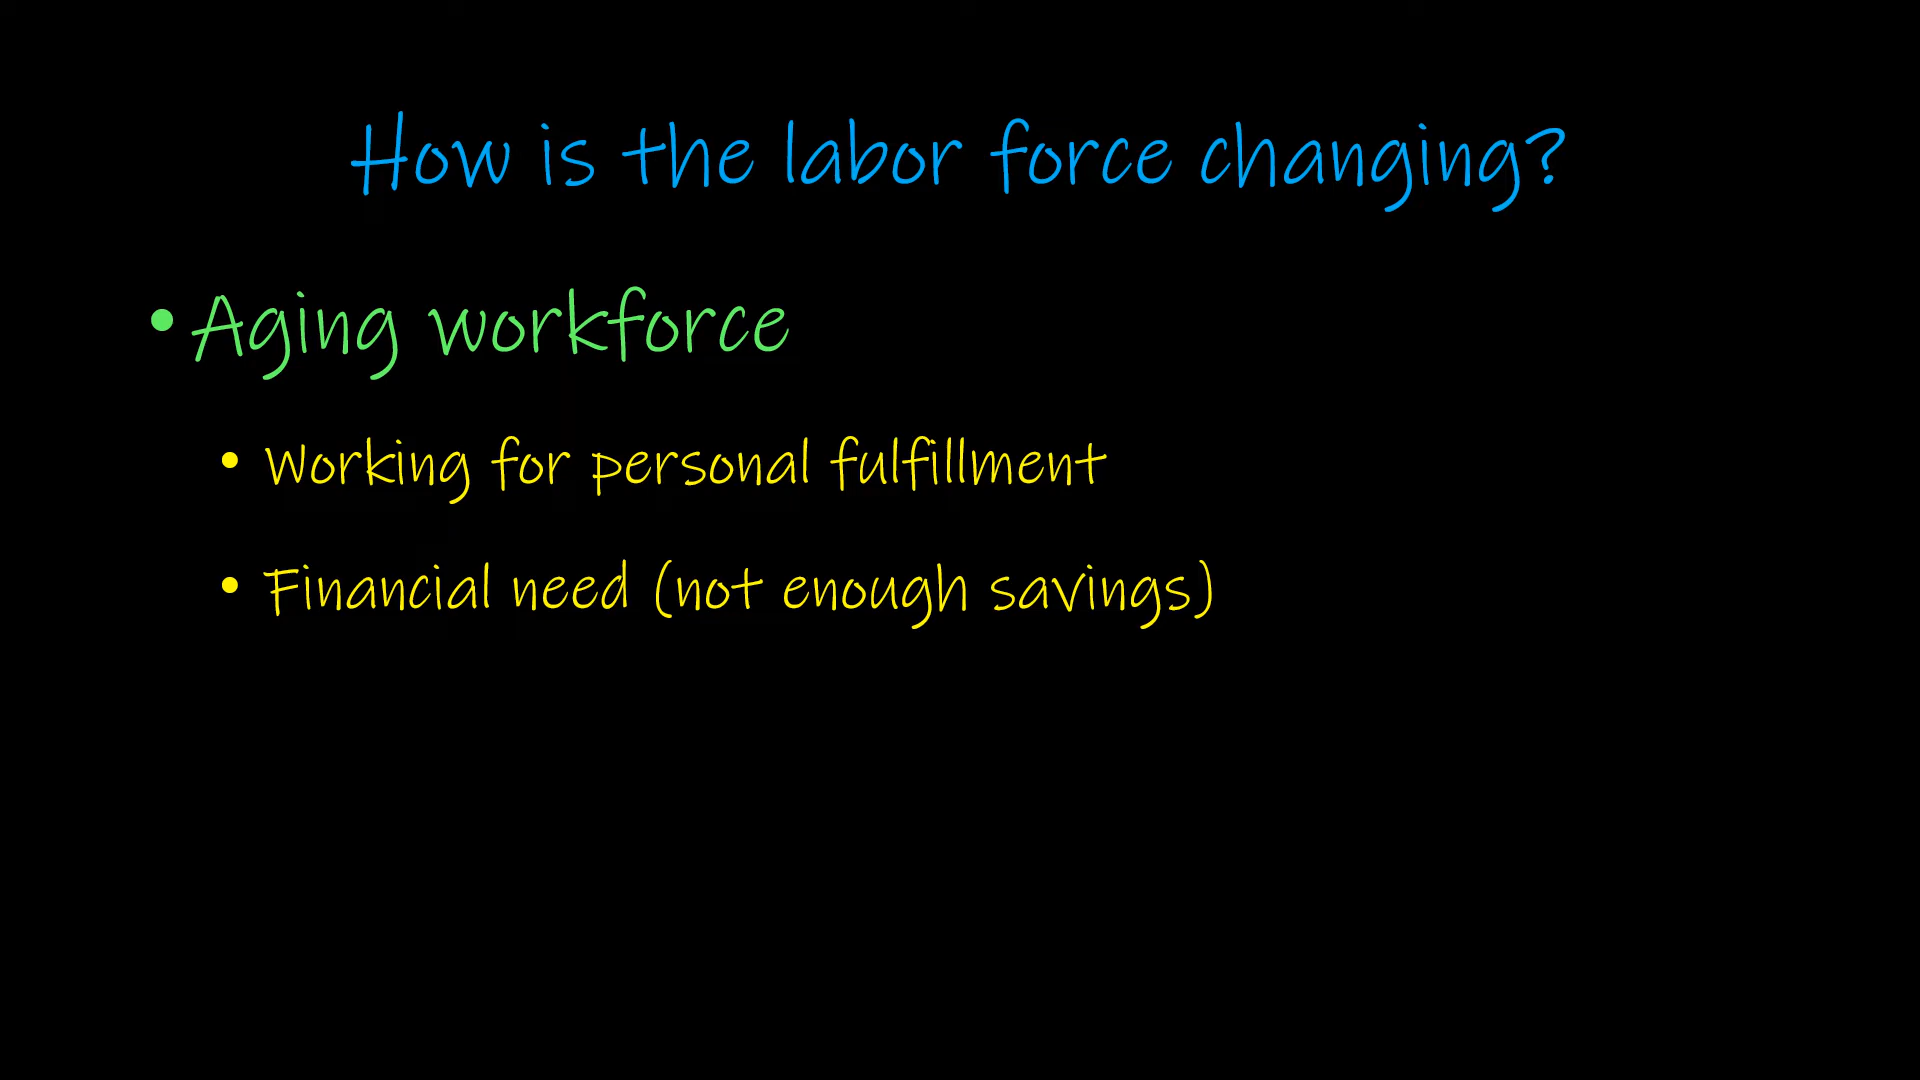 How is the labor force changing?
• Aging workforce
• Working for personal fulfillment
• Financial need (not enough savings)